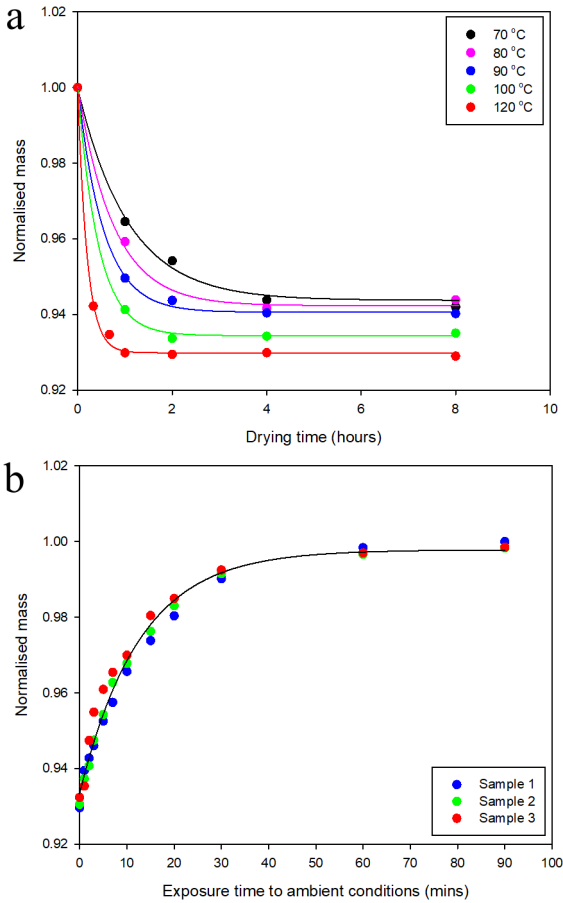 a
1.02
1.00
0.98
0.96
0.94
0.92
Normalised mass
70 °C
80 °C
90 °C
100 °C
120 °C
0 2 4 6 8 10
Drying time (hours)
b
1.02
1.00
0.98
0.96
0.94
0.92
Normalised mass
Sample 1
Sample 2
Sample 3
0 10 20 30 40 50 60 70 80 90 100
Exposure time to ambient conditions (mins)